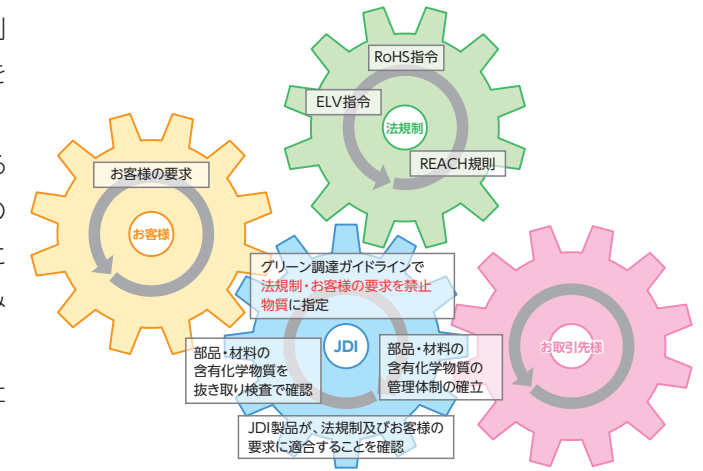 RoHS指令
ELV指令
法規制
REACH規則
お客様の要求
お客様
グリーン調達ガイドラインで
法規制・お客様の要求を禁止
物質に指定
JDI
部品・材料の
含有化学物質を
抜き取り検査で確認
部品・材料の
含有化学物質の
管理体制の確立
お取引先様
JDI製品が、法規制及びお客様の
要求に適合することを確認